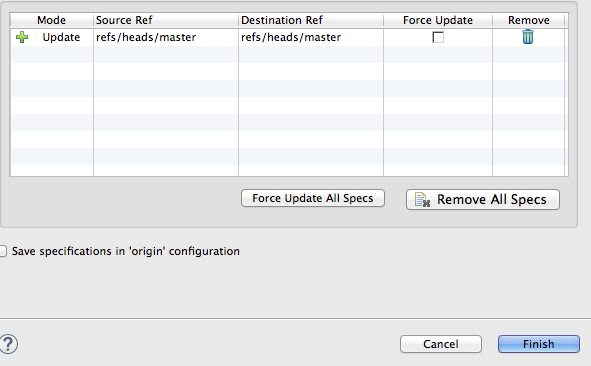 Mode Source Ref Destination Ref Force Update Remove
Update refs/heads/master refs/heads/master
Force Update All Specs Remove All Specs
Save specifications in 'origin' configuration
? Cancel Finish